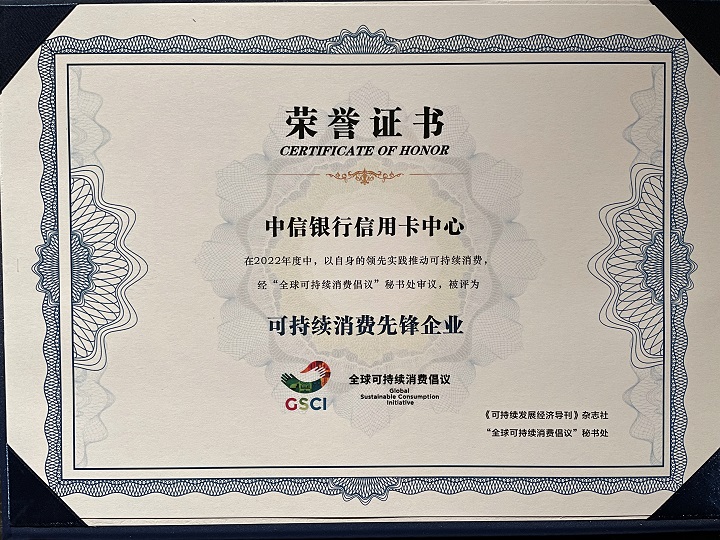 荣誉证书
CERTIFICATE OF HONOR
中信银行信用卡中心
在2022年度中，以自身的领先实践推动可持续消费，
经“全球可持续消费倡议”秘书处审议，被评为
可持续消费先锋企业
GSCI
全球可持续消费倡议
Global
Sustainable Consumption
Initiative
《可持续发展经济导刊》杂志社
“全球可持续消费倡议”秘书处